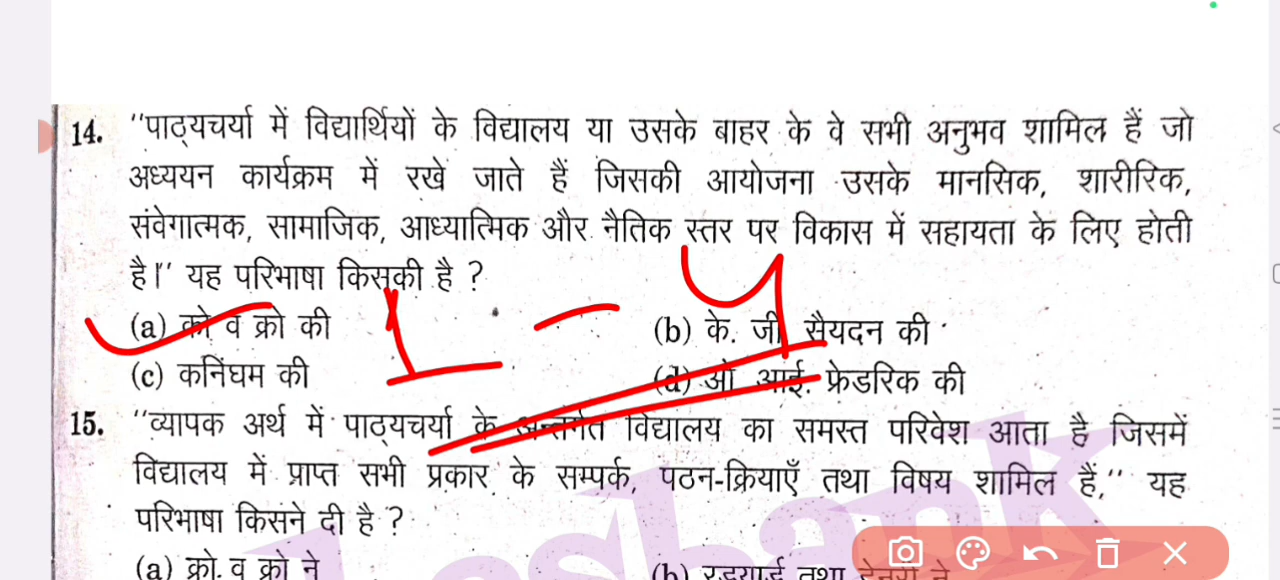 14. "पाठ्यचर्या में विद्यार्थियों के विद्यालय या उसके बाहर के वे सभी अनुभव शामिल हैं जो
अध्ययन कार्यक्रम में रखे जाते हैं जिसकी आयोजना उसके मानसिक, शारीरिक,
संवेगात्मक, सामाजिक, आध्यात्मिक और नैतिक स्तर पर विकास में सहायता के लिए होती
है।" यह परिभाषा किसकी है ?
(a) क्रो व क्रो की (b) के. जी. सैयदन की
(c) कनिंघम की (d) ओ. आई. फ्रेडरिक की
15. "व्यापक अर्थ में पाठ्यचर्या के अन्तर्गत विद्यालय का समस्त परिवेश आता है जिसमें
विद्यालय में प्राप्त सभी प्रकार के सम्पर्क, पठन-क्रियाएँ तथा विषय शामिल हैं," यह
परिभाषा किसने दी है ?
(a) क्रो. व क्रो ने (b) तथा ने